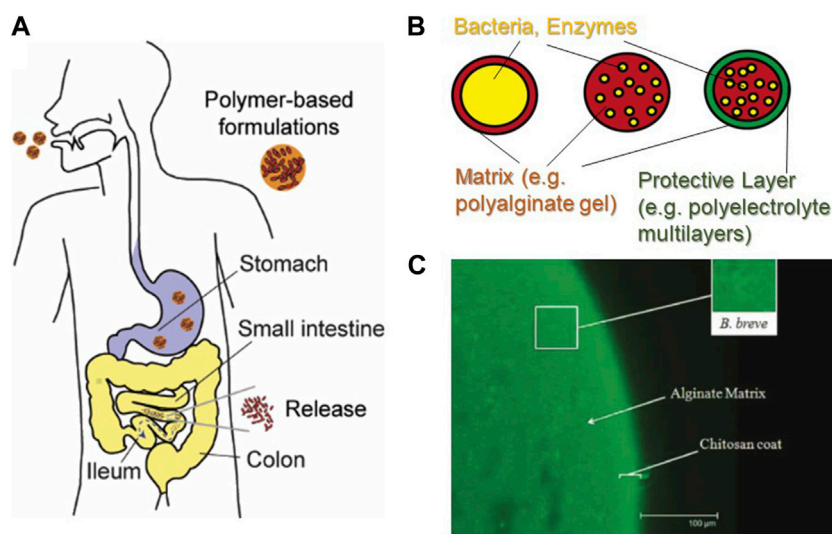 A
Polymer-based
formulations
Stomach
Small intestine
Release
Ileum
Colon
B
Bacteria, Enzymes
Matrix (e.g.
polyalginate gel)
Protective Layer
(e.g. polyelectrolyte
multilayers)
C
B. breve
Alginate Matrix
Chitosan coat
100 µm